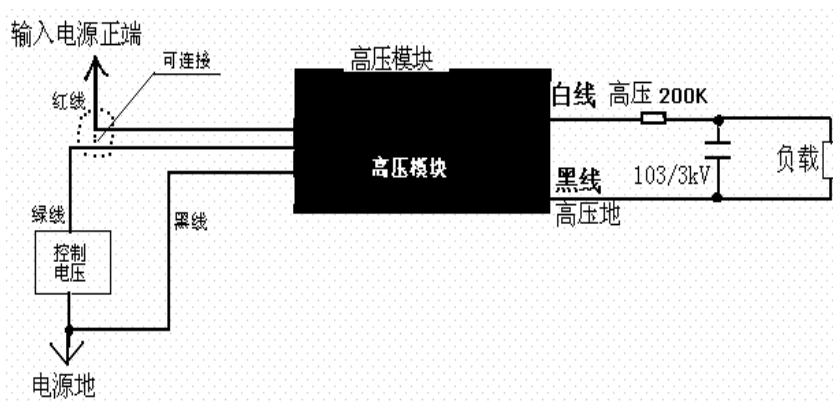 输入电源正端
可连接
高压模块
红线
白线 高压 200K
高压模块
黑线
103/3kV
负载
高压地
绿线
黑线
控制
电压
电源地